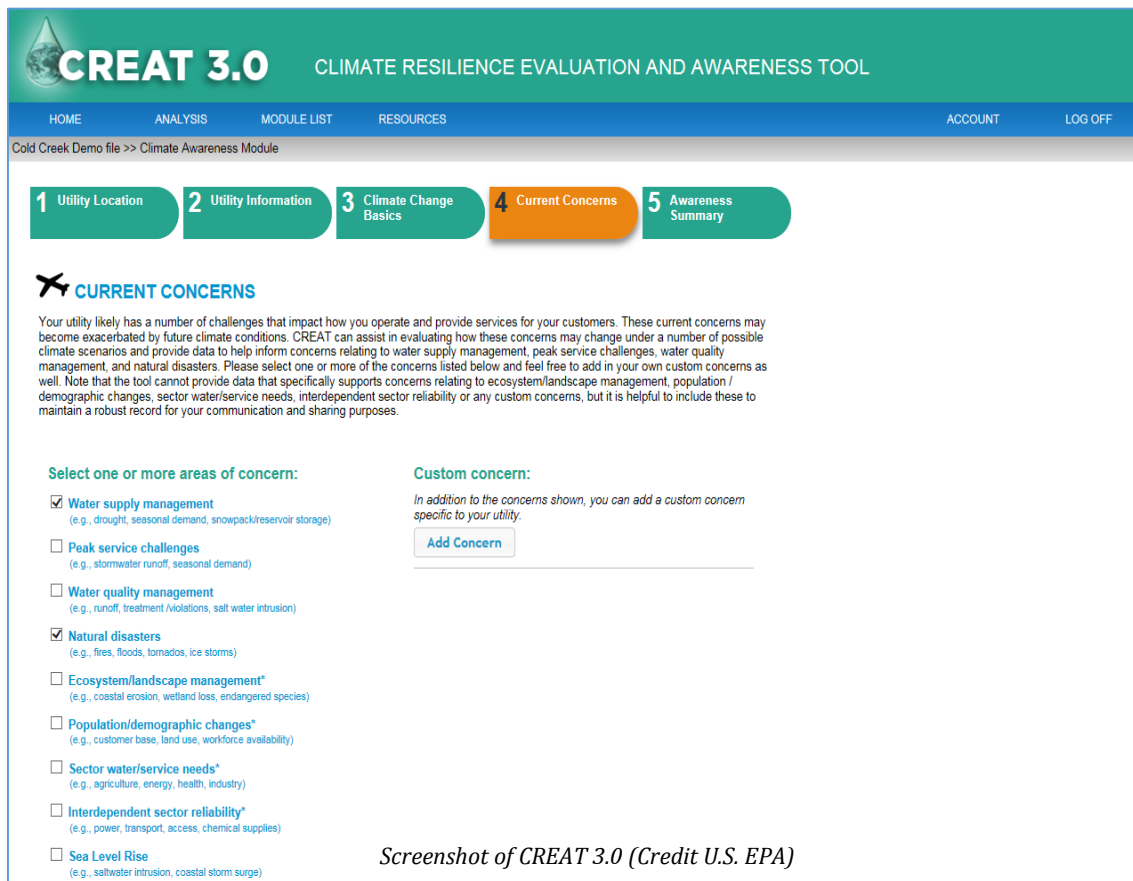 CREAT 3.0
CLIMATE RESILIENCE EVALUATION AND AWARENESS TOOL
HOME ANALYSIS MODULE LIST RESOURCES ACCOUNT LOG OFF
Cold Creek Demo file >> Climate Awareness Module
1 Utility Location
2 Utility Information
3 Climate Change
Basics
4 Current Concerns
5 Awareness
Summary
CURRENT CONCERNS
Your utility likely has a number of challenges that impact how you operate and provide services for your customers. These current concerns may
become exacerbated by future climate conditions. CREAT can assist in evaluating how these concerns may change under a number of possible
climate scenarios and provide data to help inform concerns relating to water supply management, peak service challenges, water quality
management, and natural disasters. Please select one or more of the concerns listed below and feel free to add in your own custom concerns as
well. Note that the tool cannot provide data that specifically supports concerns relating to ecosystem/landscape management, population /
demographic changes, sector water/service needs, interdependent sector reliability or any custom concerns, but it is helpful to include these to
maintain a robust record for your communication and sharing purposes.
Select one or more areas of concern:
Water supply management
(e.g., drought, seasonal demand, snowpack/reservoir storage)
Peak service challenges
(e.g., stormwater runoff, seasonal demand)
Water quality management
(e.g., runoff, treatment /violations, salt water intrusion)
Natural disasters
(e.g., fires, floods, tornados, ice storms)
Ecosystem/landscape management*
(e.g., coastal erosion, wetland loss, endangered species)
Population/demographic changes*
(e.g., customer base, land use, workforce availability)
Sector water/service needs*
(e.g., agriculture, energy, health, industry)
Interdependent sector reliability*
(e.g., power, transport, access, chemical supplies)
Sea Level Rise
(e.g., saltwater intrusion, coastal storm surge)
Custom concern:
In addition to the concerns shown, you can add a custom concern
specific to your utility.
Add Concern
Screenshot of CREAT 3.0 (Credit U.S. EPA)